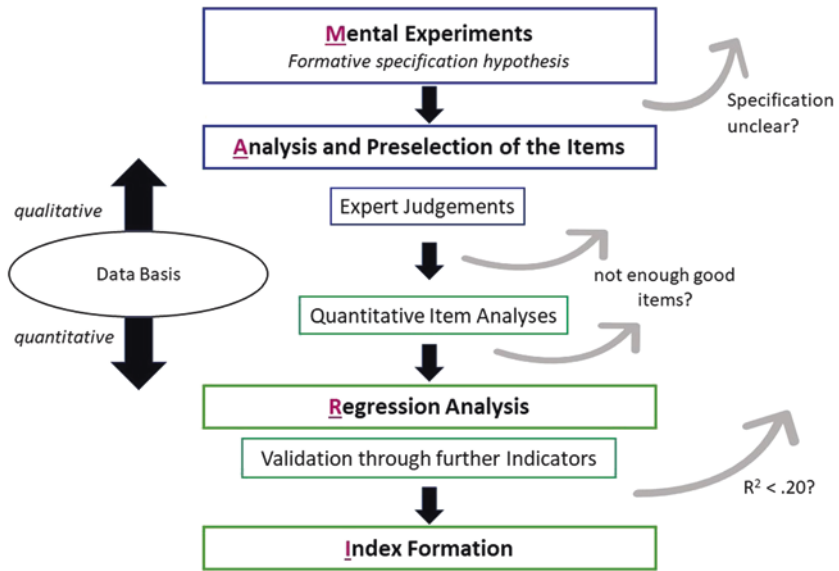 Mental Experiments
Formative specification hypothesis
Specification
unclear?
Analysis and Preselection of the Items
qualitative
Expert Judgements
Data Basis
not enough good
items?
quantitative
Quantitative Item Analyses
Regression Analysis
Validation through further Indicators
R² < .20?
Index Formation